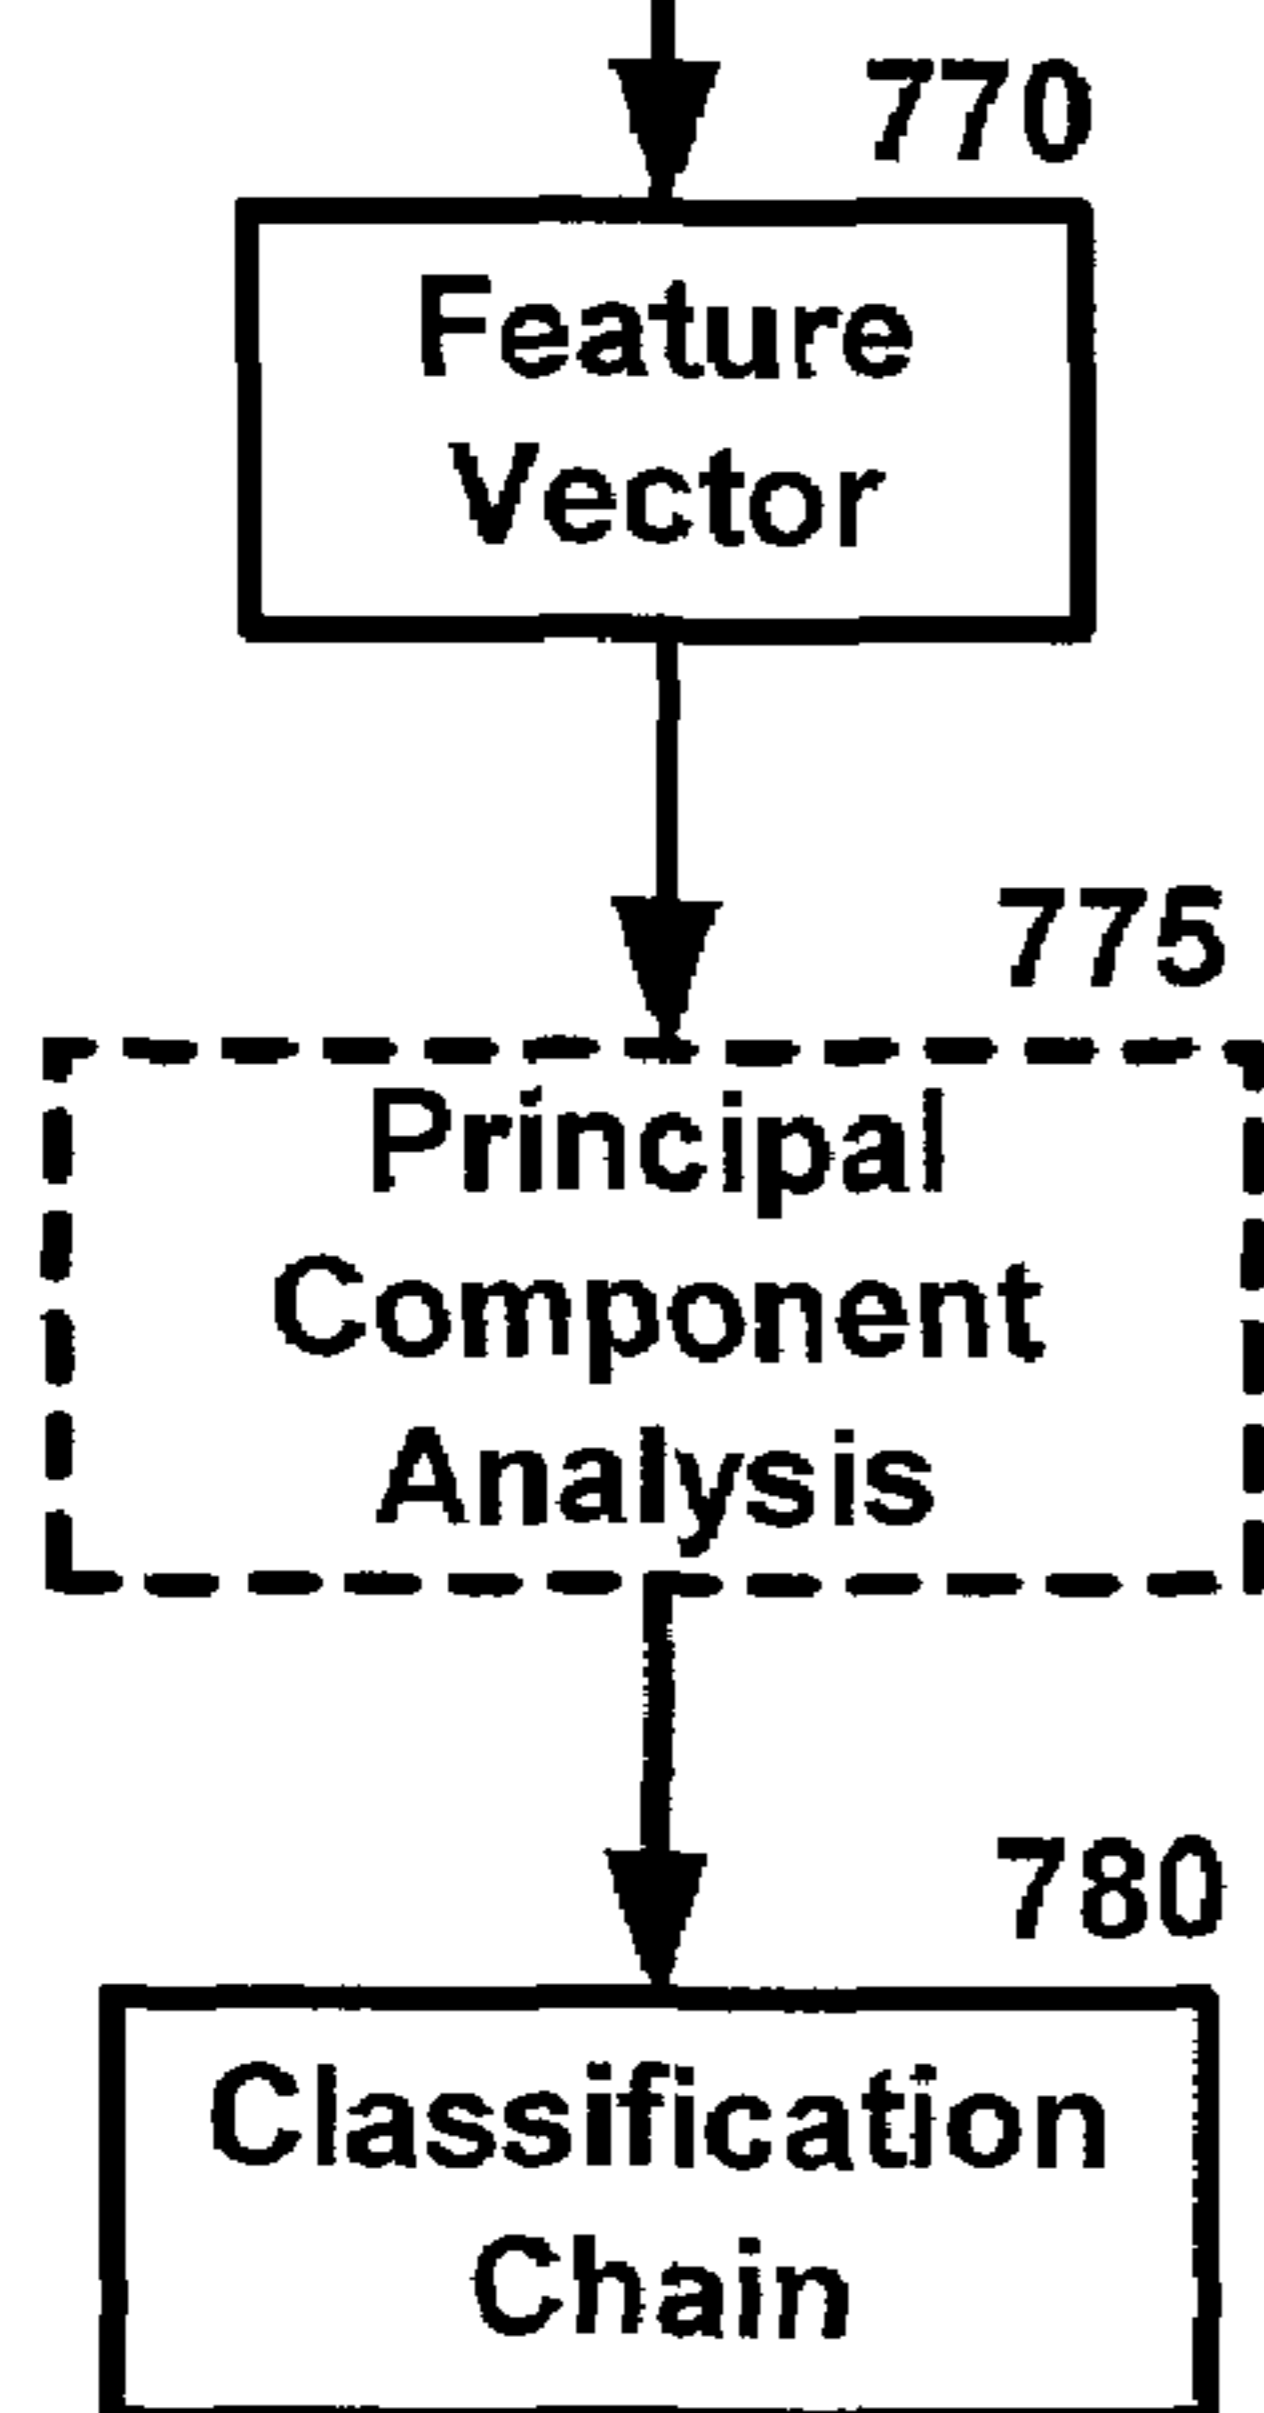 770
Feature
Vector
775
Principal
Component
Analysis
780
Classification
Chain